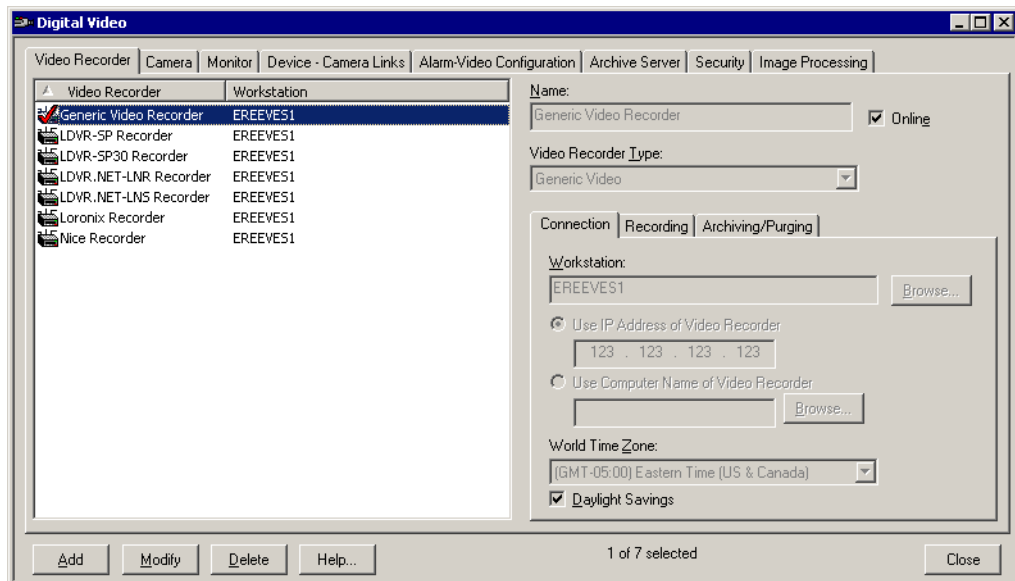 Digital Video
Video Recorder Camera Monitor Device - Camera Links Alarm-Video Configuration Archive Server Security Image Processing
Video Recorder Workstation
Generic Video Recorder EREEVES1
LDVR-SP Recorder EREEVES1
LDVR-SP30 Recorder EREEVES1
LDVR.NET-LNR Recorder EREEVES1
LDVR.NET-LNS Recorder EREEVES1
Loronix Recorder EREEVES1
Nice Recorder EREEVES1
Name:
Generic Video Recorder
Online
Video Recorder Type:
Generic Video
Connection Recording Archiving/Purging
Workstation:
EREEVES1 Browse...
Use IP Address of Video Recorder
123 . 123 . 123 . 123
Use Computer Name of Video Recorder
Browse...
World Time Zone:
(GMT-05:00) Eastern Time (US & Canada)
Daylight Savings
Add Modify Delete Help... 1 of 7 selected Close